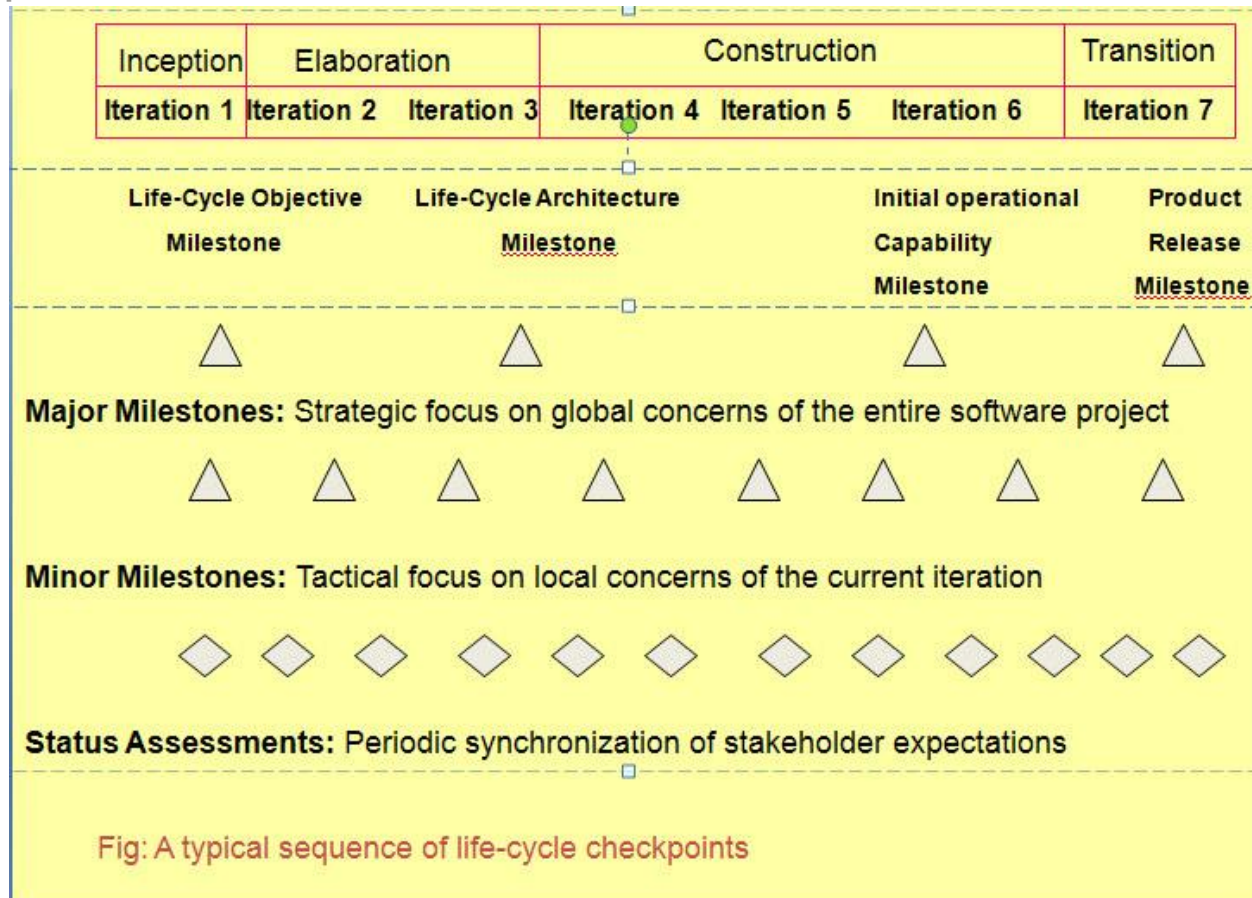 Inception Elaboration Construction Transition
Iteration 1 Iteration 2 Iteration 3 Iteration 4 Iteration 5 Iteration 6 Iteration 7
Life-Cycle Objective Life-Cycle Architecture Initial operational Product
Milestone Milestone Capability Release
Milestone Milestone
Major Milestones: Strategic focus on global concerns of the entire software project
Minor Milestones: Tactical focus on local concerns of the current iteration
Status Assessments: Periodic synchronization of stakeholder expectations
Fig: A typical sequence of life-cycle checkpoints